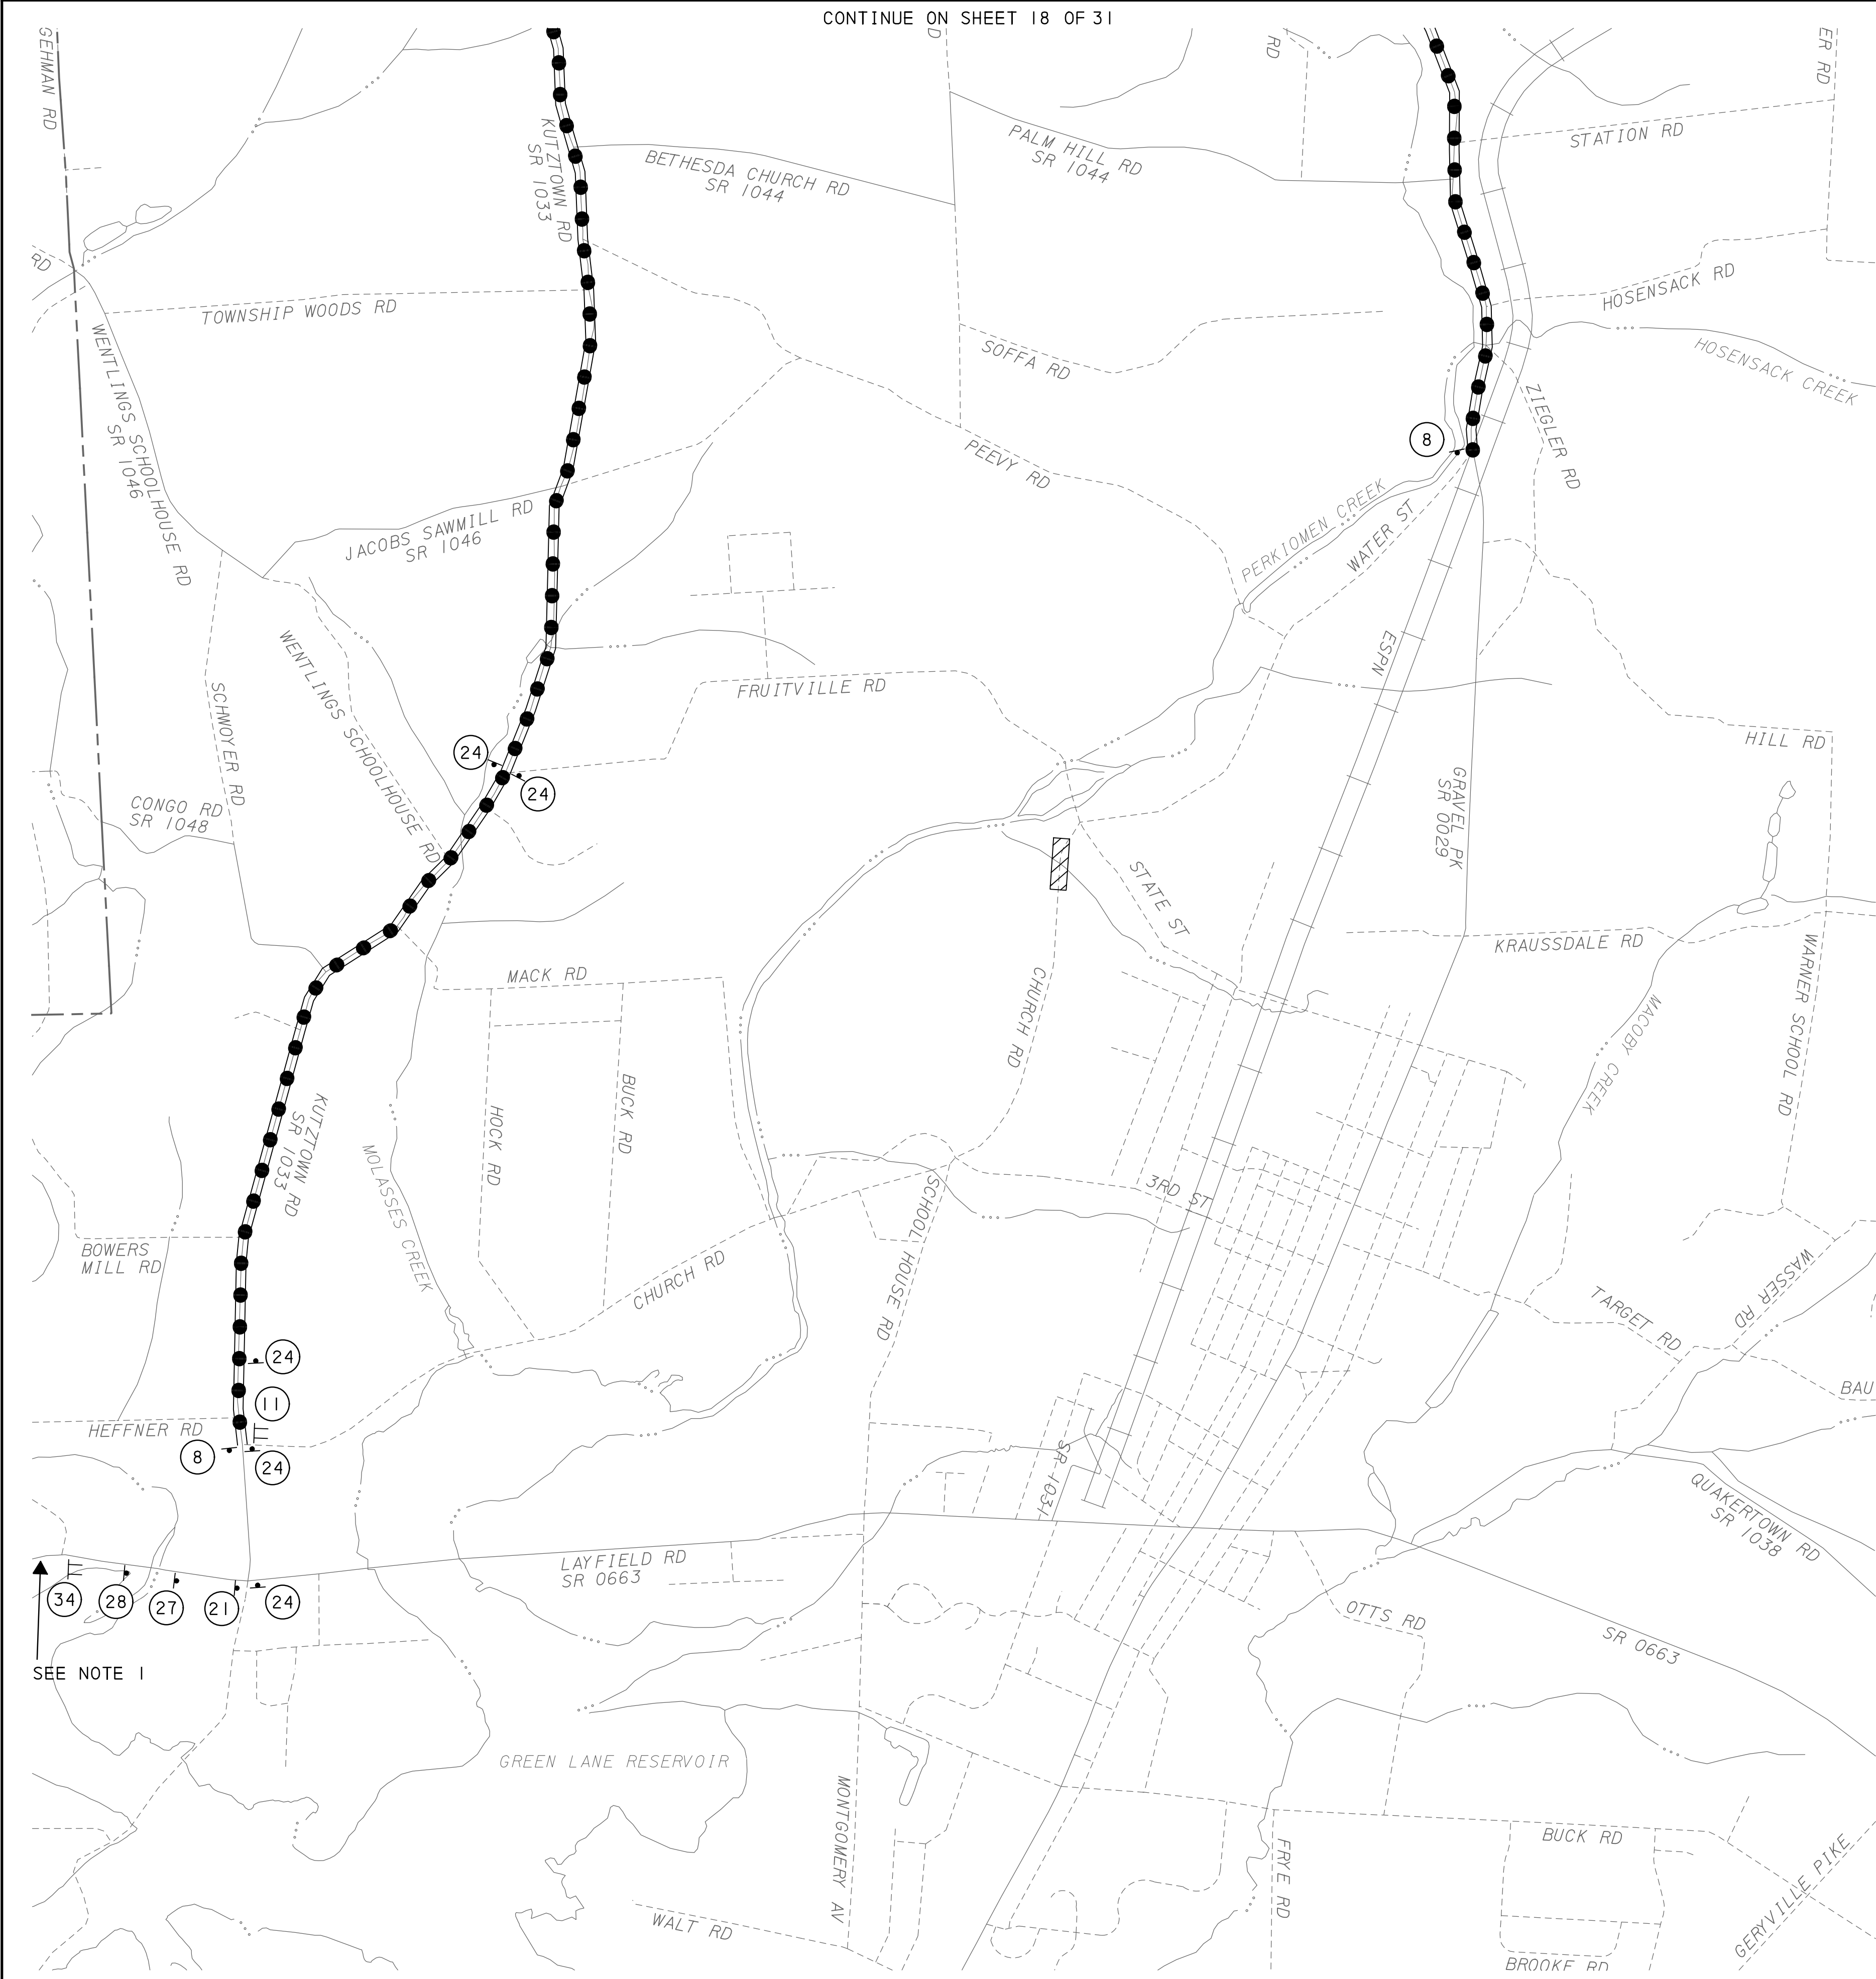 CONTINUE ON SHEET 18 OF 31
GEHMAN RD
D
RD
ER RD
KUTZTOWN RD
SR 1033
BETHESDA CHURCH RD
SR 1044
PALM HILL RD
SR 1044
STATION RD
RD
TOWNSHIP WOODS RD
HOSENSACK RD
WENTLINGS SCHOOLHOUSE RD
SR 1046
SOFFA RD
HOSENSACK CREEK
ZIEGLER RD
8
PEEVY RD
JACOBS SAWMILL RD
SR 1046
PERKIOMEN CREEK
WATER ST
ESPN
WENTLINGS SCHOOLHOUSE RD
SCHWOYER RD
FRUITVILLE RD
HILL RD
24
24
CONGO RD
SR 1048
GRAVEL PK
SR 0029
STATE ST
KRAUSSDALE RD
WARNER SCHOOL RD
MACK RD
CHURCH RD
MACOBY CREEK
KUTZTOWN RD
SR 1033
HOCK RD
BUCK RD
MOLASSES CREEK
3RD ST
SCHOOL HOUSE RD
BOWERS
MILL RD
CHURCH RD
WASSER RD
TARGET RD
24
BAU
11
HEFFNER RD
8
24
SR 1031
QUAKERTOWN RD
SR 1038
LAYFIELD RD
SR 0663
34
28
27
21
24
OTTS RD
SR 0663
SEE NOTE 1
GREEN LANE RESERVOIR
MONTGOMERY AV
BUCK RD
FRYE RD
GERYVILLE PIKE
WALT RD
BROOKE RD